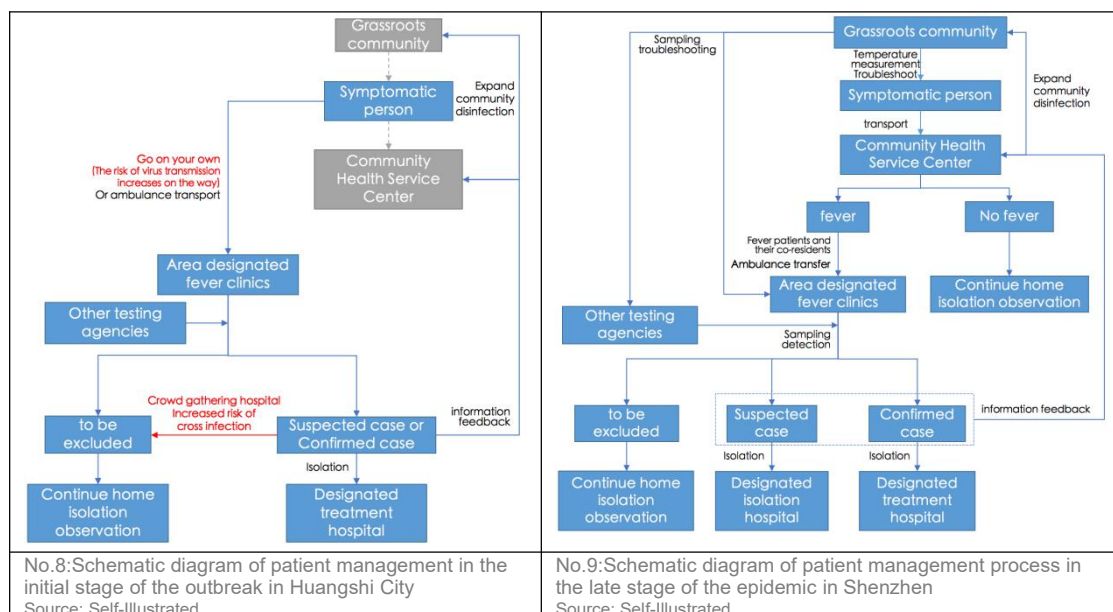 Grassroots
community
Symptomatic
person
Expand
community
disinfection
Community
Health Service
Center
Go on your own
(The risk of virus transmission
increases on the way)
Or ambulance transport
Area designated
fever clinics
Other testing
agencies
Crowd gathering hospital
Increased risk of
cross infection
to be
excluded
Suspected case or
Confirmed case
information
feedback
Isolation
Continue home
isolation
observation
Designated
treatment
hospital
No.8:Schematic diagram of patient management in the
initial stage of the outbreak in Huangshi City
Source: Self-Illustrated
Sampling
troubleshooting
Grassroots community
Temperature
measurement
Troubleshoot
Symptomatic person
Expand
community
disinfection
transport
Community Health
Service Center
fever
No fever
Fever patients and
their co-residents
Ambulance transfer
Area designated
fever clinics
Continue home
isolation observation
Other testing
agencies
Sampling
detection
to be
excluded
Suspected
case
Confirmed
case
information feedback
Isolation
Isolation
Continue home
isolation
observation
Designated
isolation
hospital
Designated
treatment
hospital
No.9:Schematic diagram of patient management process in
the late stage of the epidemic in Shenzhen
Source: Self-Illustrated